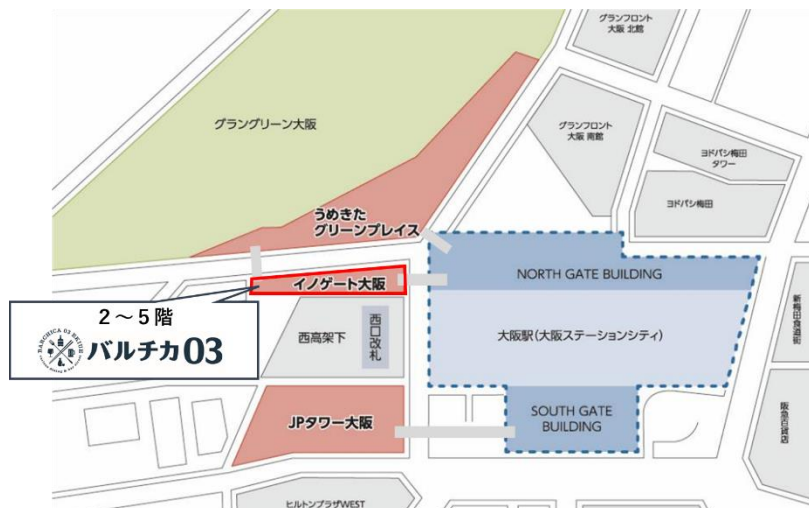 グランフロント
大阪 北館
グラングリーン大阪
グランフロント
大阪 南館
ヨドバシ梅田
タワー
ヨドバシ梅田
うめきた
グリーンプレイス
NORTH GATE BUILDING
イノゲート大阪
2～5階
バルチカ03
西高架下
西口改札
大阪駅(大阪ステーションシティ)
新梅田食道街
JPタワー大阪
SOUTH GATE
BUILDING
阪急百貨店
ヒルトンプラザWEST